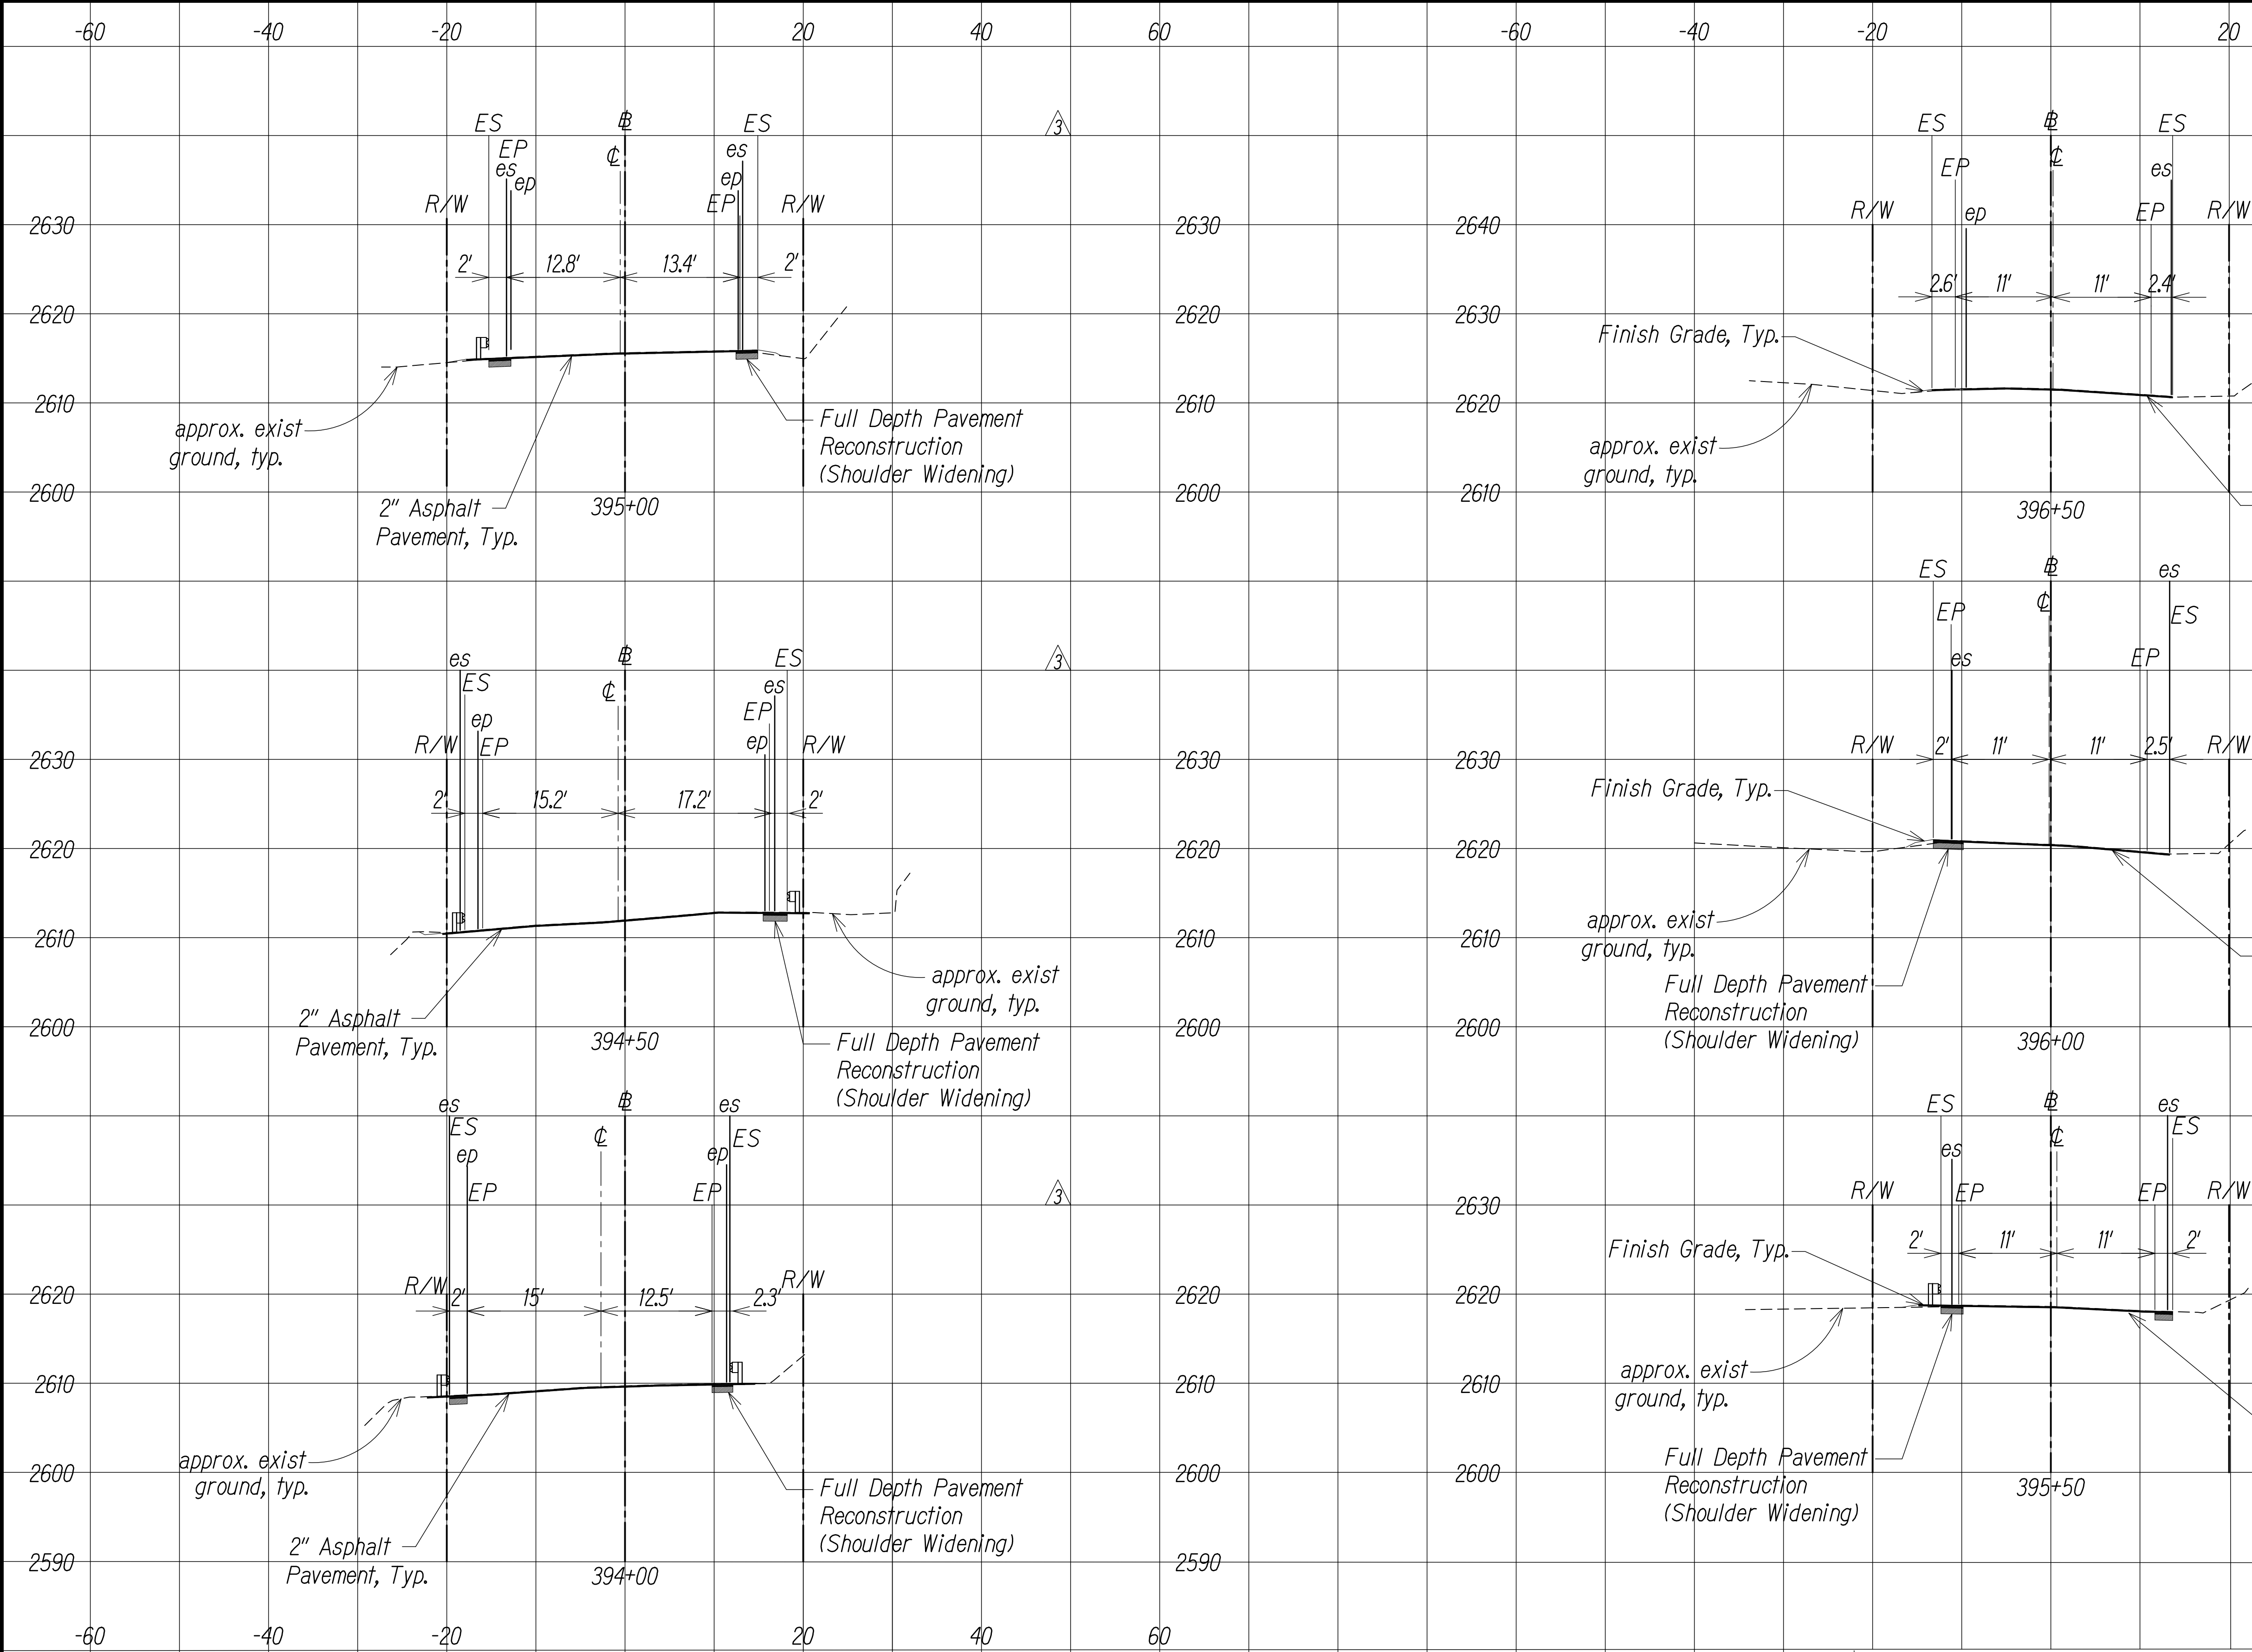 -60 -40 -20 20 40 60 -60 -40 -20 20
ES EP es ep ℄ B ES es ep EP
R/W R/W
3
2' 12.8' 13.4' 2'
2630 2630
2620 2620
2610 2610
2600 2600
approx. exist
ground, typ.
2" Asphalt
Pavement, Typ.
Full Depth Pavement
Reconstruction
(Shoulder Widening)
395+00
es ES ep EP ℄ B ES es EP ep
R/W R/W
3
2' 15.2' 17.2' 2'
2630 2630
2620 2620
2610 2610
2600 2600
approx. exist
ground, typ.
2" Asphalt
Pavement, Typ.
Full Depth Pavement
Reconstruction
(Shoulder Widening)
394+50
es ES ep EP ℄ B es ES ep EP
R/W R/W
3
2' 15' 12.5' 2.3'
2620 2620
2610 2610
2600 2600
2590 2590
approx. exist
ground, typ.
2" Asphalt
Pavement, Typ.
Full Depth Pavement
Reconstruction
(Shoulder Widening)
394+00
ES EP ep B ℄ ES es EP
R/W R/W
2.6' 11' 11' 2.4'
2640
2630
2620
2610
Finish Grade, Typ.
approx. exist
ground, typ.
396+50
ES EP es B ℄ es ES EP
R/W R/W
2' 11' 11' 2.5'
2630
2620
2610
2600
Finish Grade, Typ.
approx. exist
ground, typ.
Full Depth Pavement
Reconstruction
(Shoulder Widening)
396+00
ES es EP B ℄ es ES EP
R/W R/W
2' 11' 11' 2'
2630
2620
2610
2600
Finish Grade, Typ.
approx. exist
ground, typ.
Full Depth Pavement
Reconstruction
(Shoulder Widening)
395+50
-60 -40 -20 20 40 60